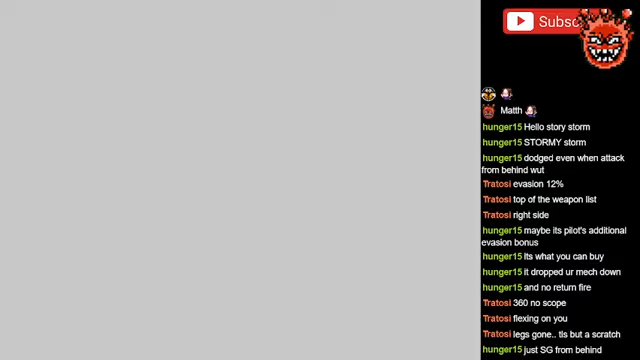 Subsc
Matth
hunger15 Hello story storm
hunger15 STORMY storm
hunger15 dodged even when attack
from behind wut
Tratosi evasion 12%
Tratosi top of the weapon list
Tratosi right side
hunger15 maybe its pilot's additional
evasion bonus
hunger15 Its what you can buy
hunger15 it dropped ur mech down
hunger15 and no return fire
Tratosi 360 no scope
Tratosi flexing on you
Tratosi legs gone.. tis but a scratch
hunger15 just SG from behind